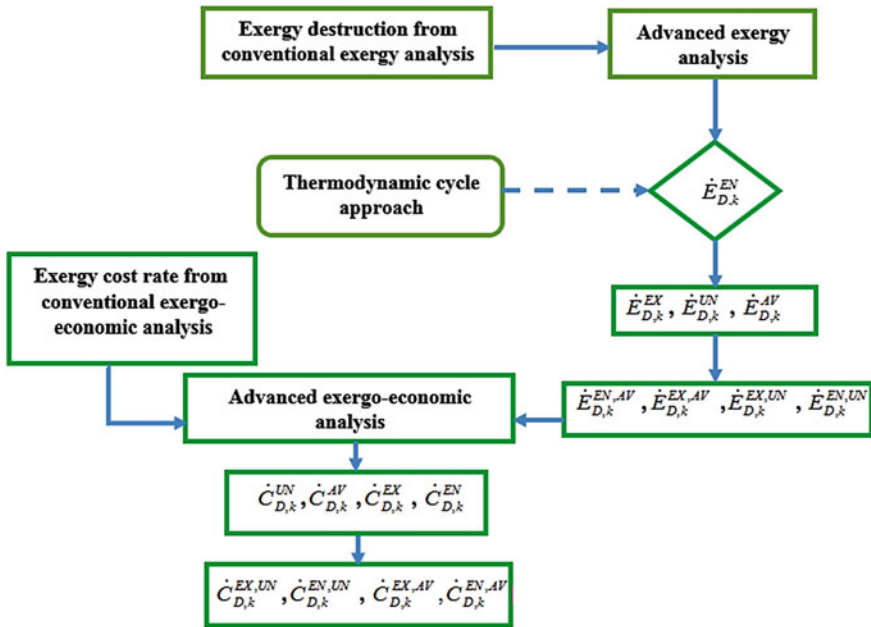 Exergy destruction from
conventional exergy analysis
Advanced exergy
analysis
Thermodynamic cycle
approach
Ė_{D,k}^{EN}
Exergy cost rate from
conventional exergo-
economic analysis
Ė_{D,k}^{EX} , Ė_{D,k}^{UN} , Ė_{D,k}^{AV}
Advanced exergo-economic
analysis
Ė_{D,k}^{EN,AV} , Ė_{D,k}^{EX,AV} , Ė_{D,k}^{EX,UN} , Ė_{D,k}^{EN,UN}
Ċ_{D,k}^{UN} , Ċ_{D,k}^{AV} , Ċ_{D,k}^{EX} , Ċ_{D,k}^{EN}
Ċ_{D,k}^{EX,UN} , Ċ_{D,k}^{EN,UN} , Ċ_{D,k}^{EX,AV} , Ċ_{D,k}^{EN,AV}